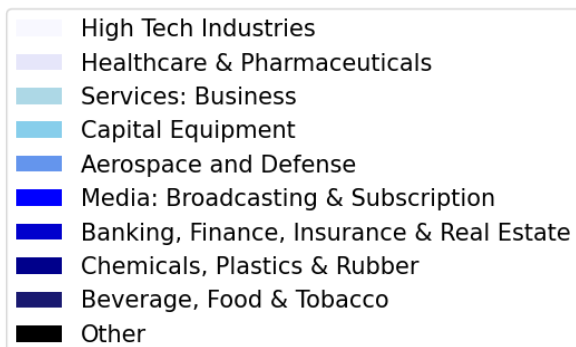 High Tech Industries
Healthcare & Pharmaceuticals
Services: Business
Capital Equipment
Aerospace and Defense
Media: Broadcasting & Subscription
Banking, Finance, Insurance & Real Estate
Chemicals, Plastics & Rubber
Beverage, Food & Tobacco
Other